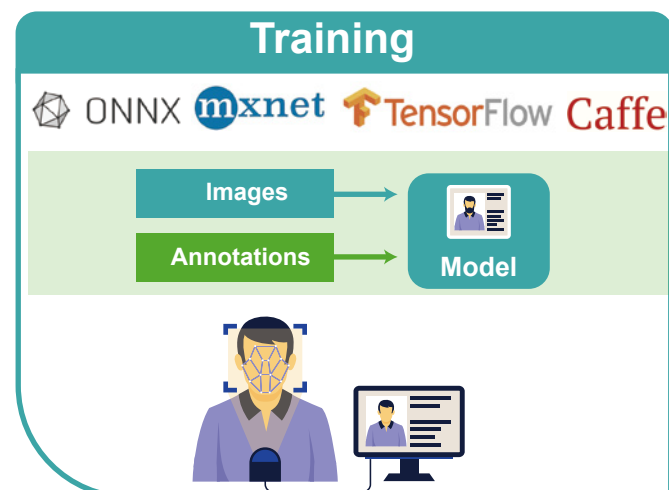 Training
ONNX mxnet TensorFlow Caffe
Images
Annotations
Model